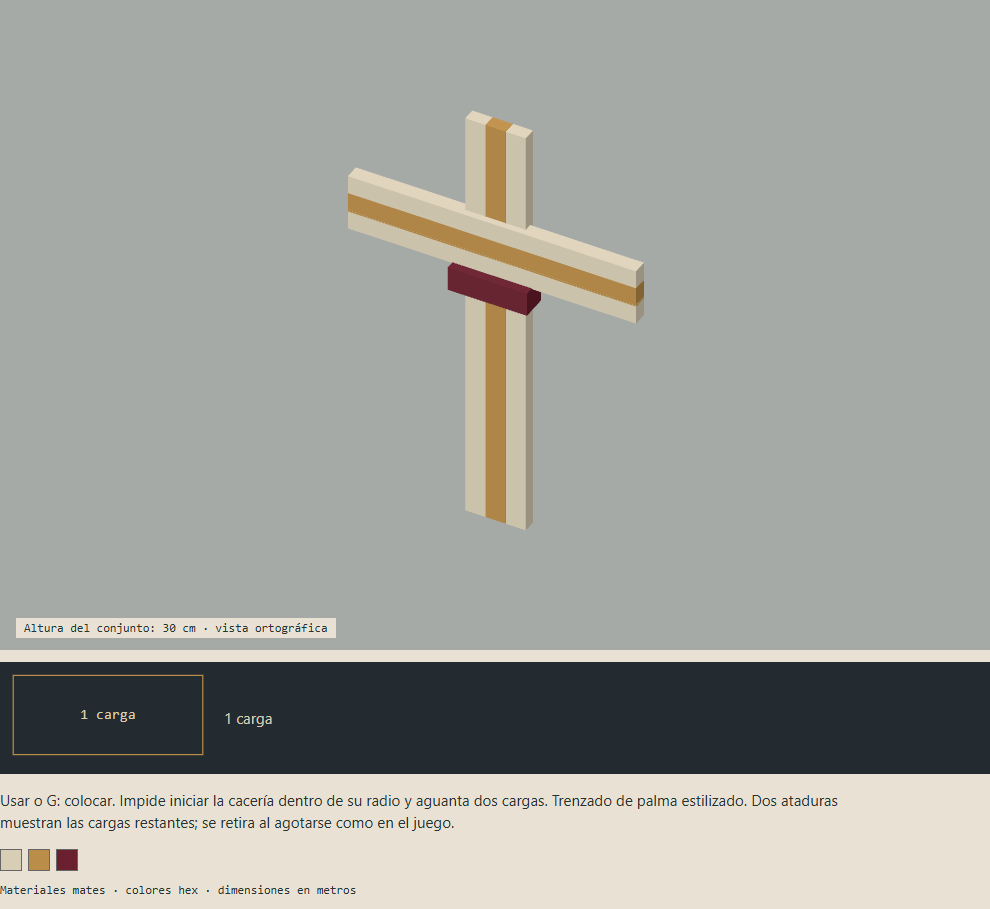 Altura del conjunto: 30 cm · vista ortográfica
1 carga
1 carga
Usar o G: colocar. Impide iniciar la cacería dentro de su radio y aguanta dos cargas. Trenzado de palma estilizado. Dos ataduras
muestran las cargas restantes; se retira al agotarse como en el juego.
Materiales mates · colores hex · dimensiones en metros